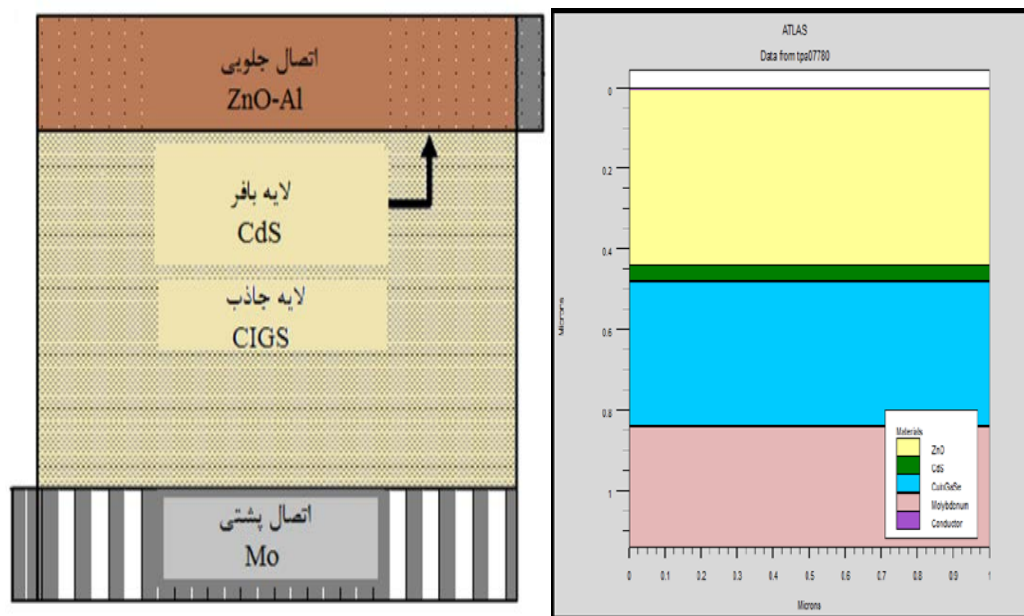 اتصال جلویی
ZnO-Al
لایه بافر
CdS
لایه جاذب
CIGS
اتصال پشتی
Mo
ATLAS
Data from tpa07780
Microns
0
0.2
0.4
0.6
0.8
1
Materials
ZnO
CdS
CuInGaSe
Molybdenum
Conductor
0 0.1 0.2 0.3 0.4 0.5 0.6 0.7 0.8 0.9 1
Microns